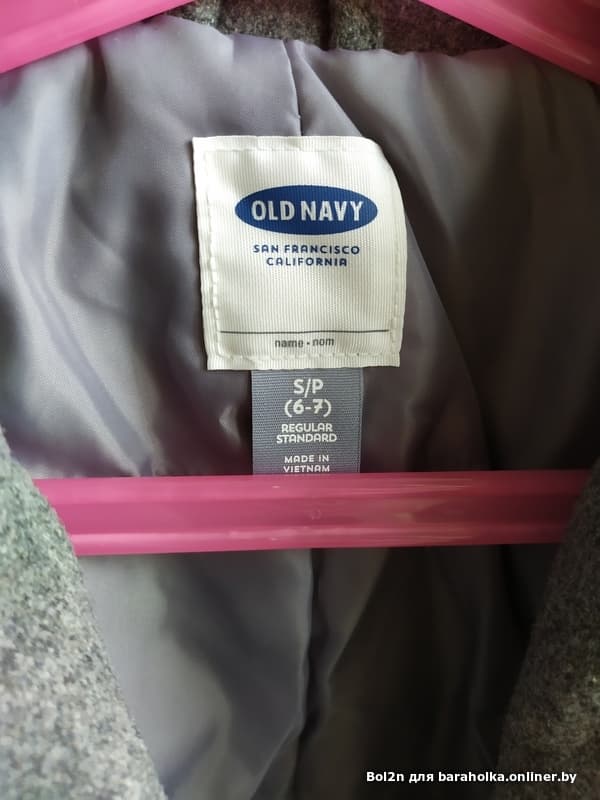 OLD NAVY
SAN FRANCISCO
CALIFORNIA
name • nom
S/P
(6-7)
REGULAR
STANDARD
MADE IN
VIETNAM
Bol2n для baraholka.onliner.by